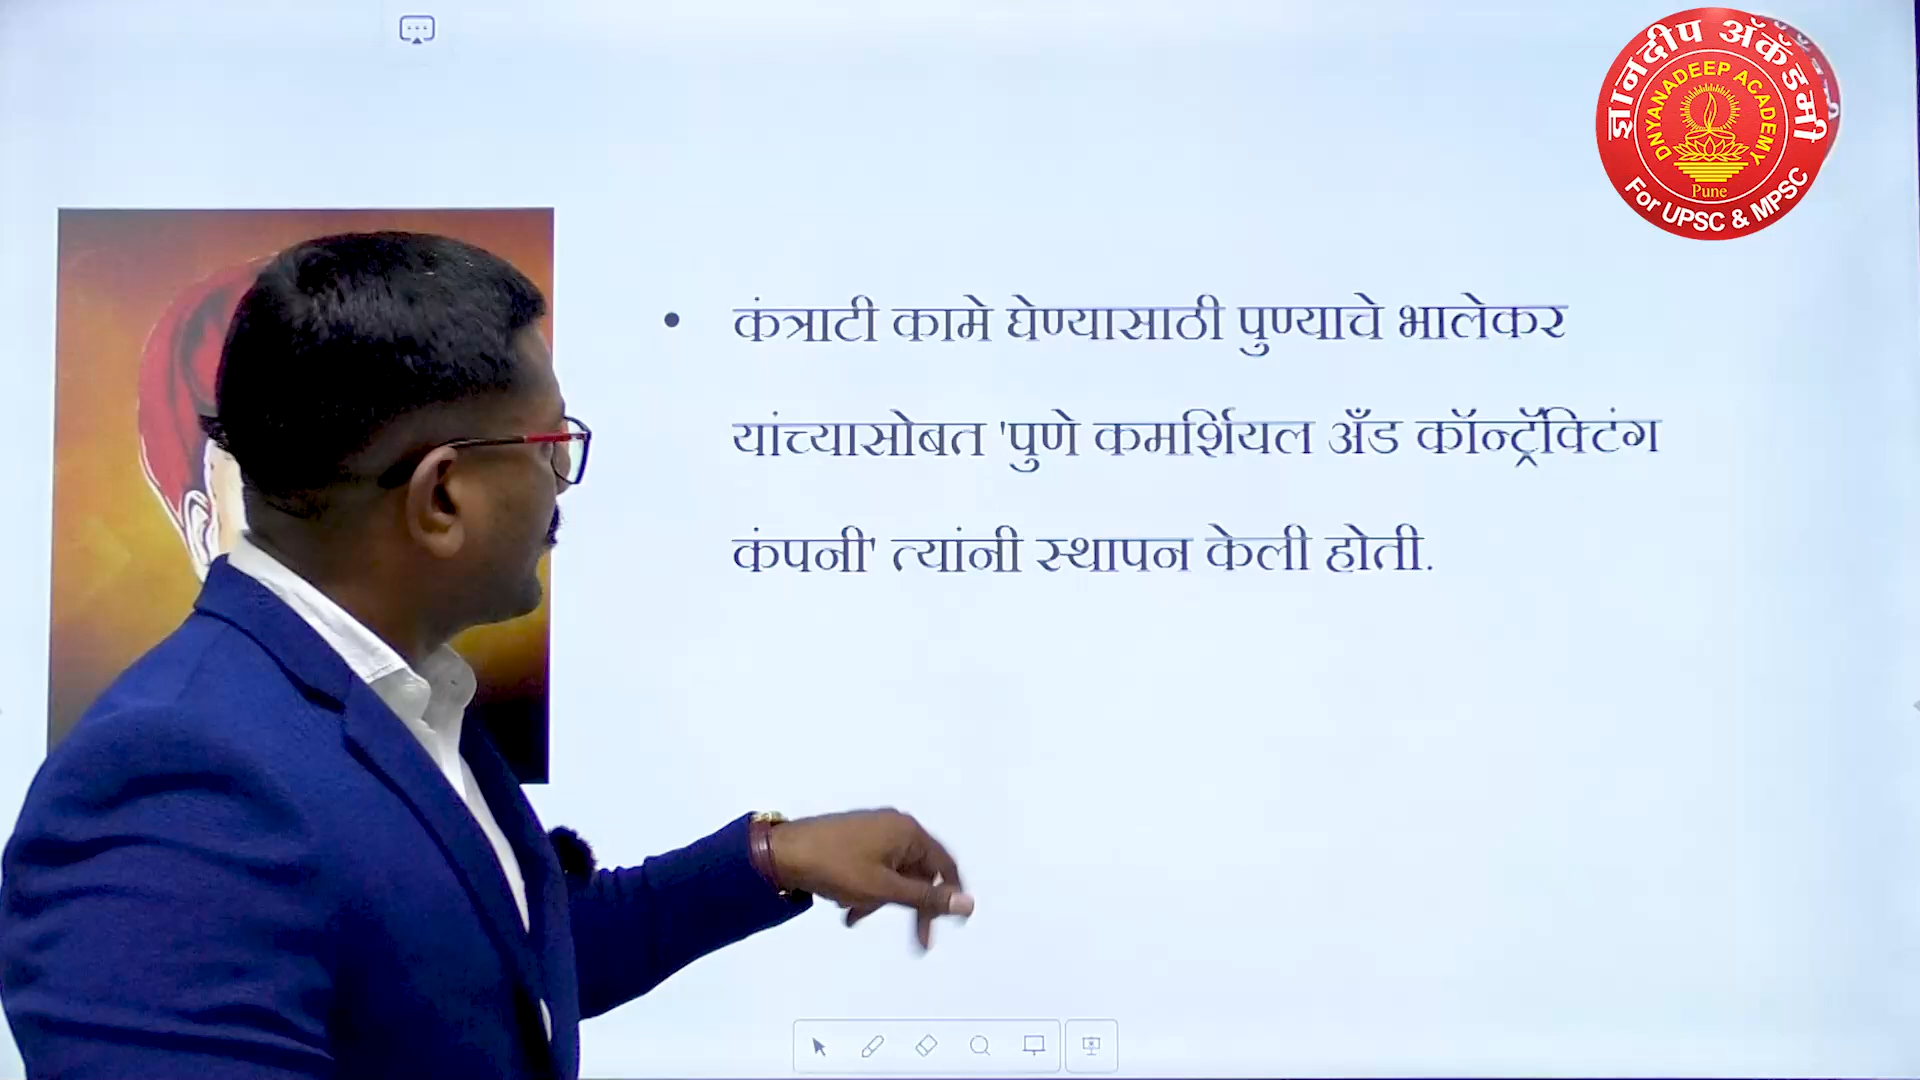 ज्ञानदीप अ‍ॅकॅडमी
DNYANADEEP ACADEMY
Pune
For UPSC & MPSC
• कंत्राटी कामे घेण्यासाठी पुण्याचे भालेकर
यांच्यासोबत 'पुणे कमर्शियल अँड कॉन्ट्रॅक्टिंग
कंपनी' त्यांनी स्थापन केली होती.